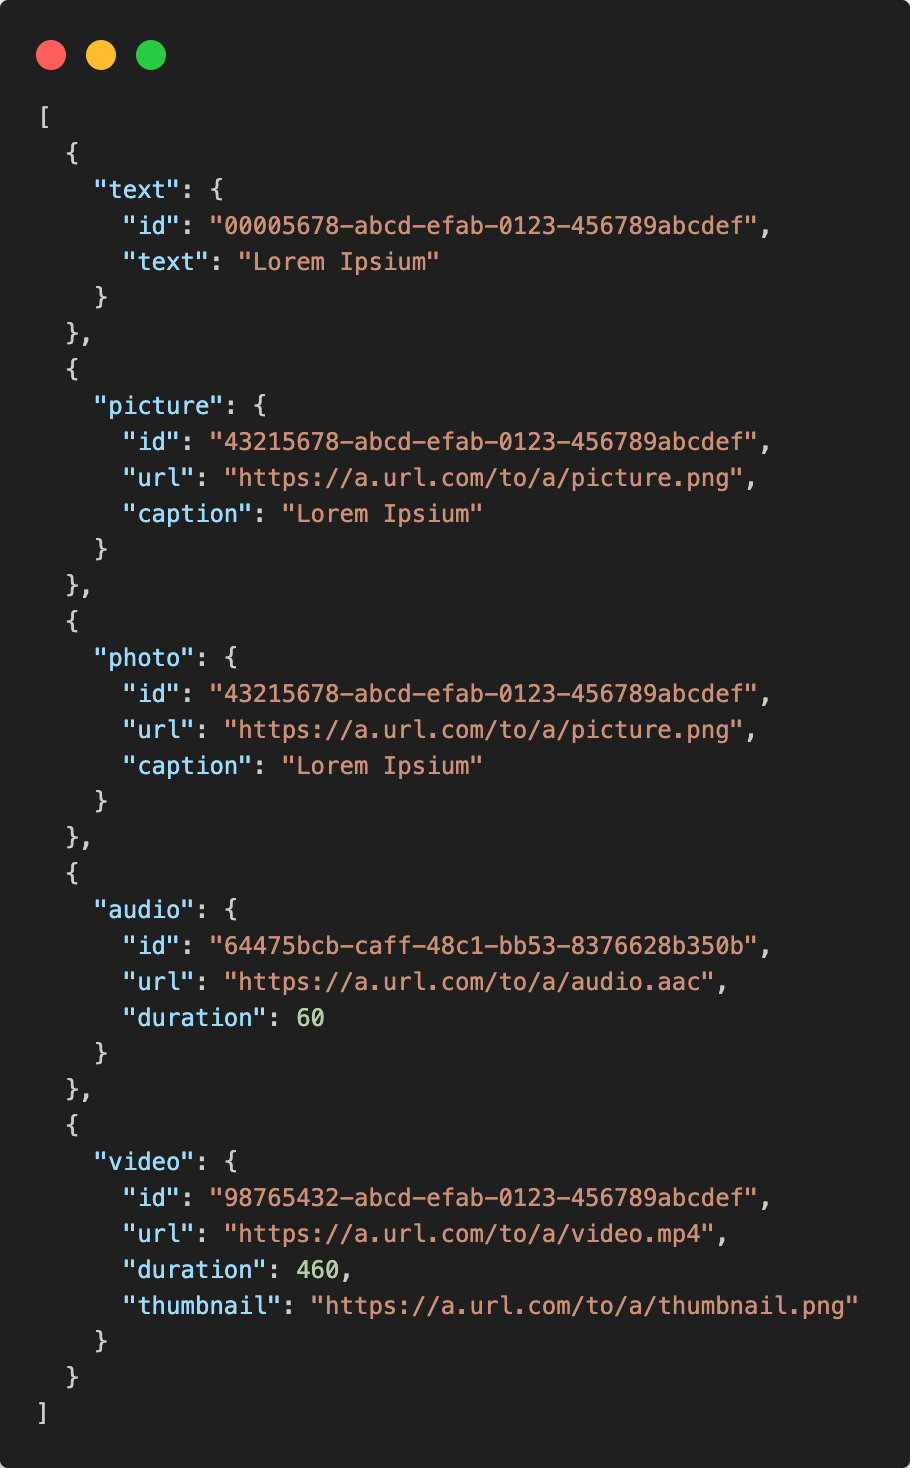 [
  {
    "text": {
      "id": "00005678-abcd-efab-0123-456789abcdef",
      "text": "Lorem Ipsium"
    }
  },
  {
    "picture": {
      "id": "43215678-abcd-efab-0123-456789abcdef",
      "url": "https://a.url.com/to/a/picture.png",
      "caption": "Lorem Ipsium"
    }
  },
  {
    "photo": {
      "id": "43215678-abcd-efab-0123-456789abcdef",
      "url": "https://a.url.com/to/a/picture.png",
      "caption": "Lorem Ipsium"
    }
  },
  {
    "audio": {
      "id": "64475bcb-caff-48c1-bb53-8376628b350b",
      "url": "https://a.url.com/to/a/audio.aac",
      "duration": 60
    }
  },
  {
    "video": {
      "id": "98765432-abcd-efab-0123-456789abcdef",
      "url": "https://a.url.com/to/a/video.mp4",
      "duration": 460,
      "thumbnail": "https://a.url.com/to/a/thumbnail.png"
    }
  }
]